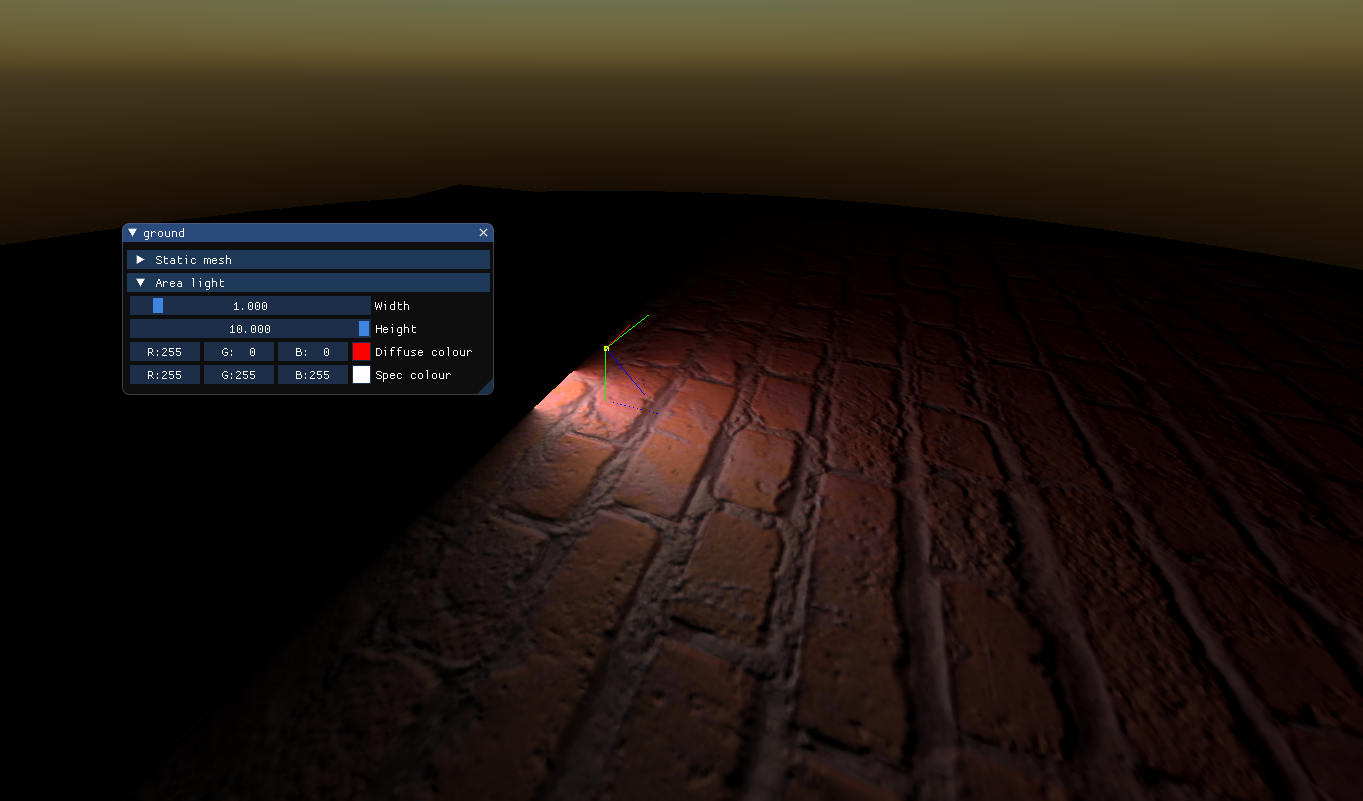 ground
Static mesh
Area light
1.000 Width
10.000 Height
R:255 G: 0 B: 0 Diffuse colour
R:255 G:255 B:255 Spec colour